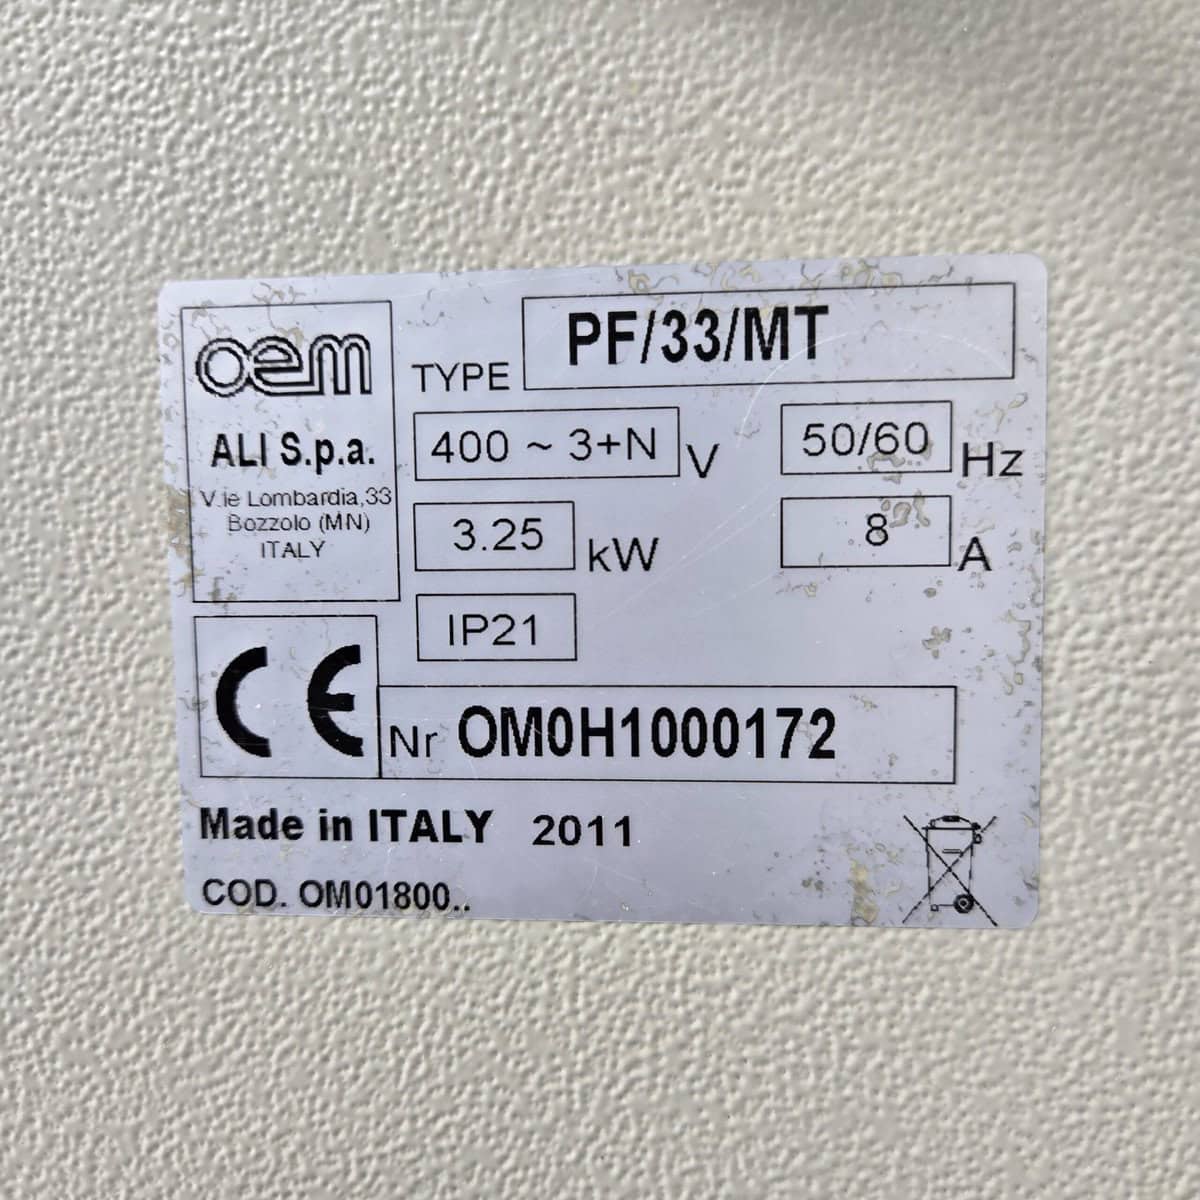 oem
ALI S.p.a.
V.ie Lombardia,33
Bozzolo (MN)
ITALY
TYPE PF/33/MT
400 ~ 3+N V 50/60 Hz
3.25 kW 8 A
IP21
CE
Nr OM0H1000172
Made in ITALY 2011
COD. OM01800..